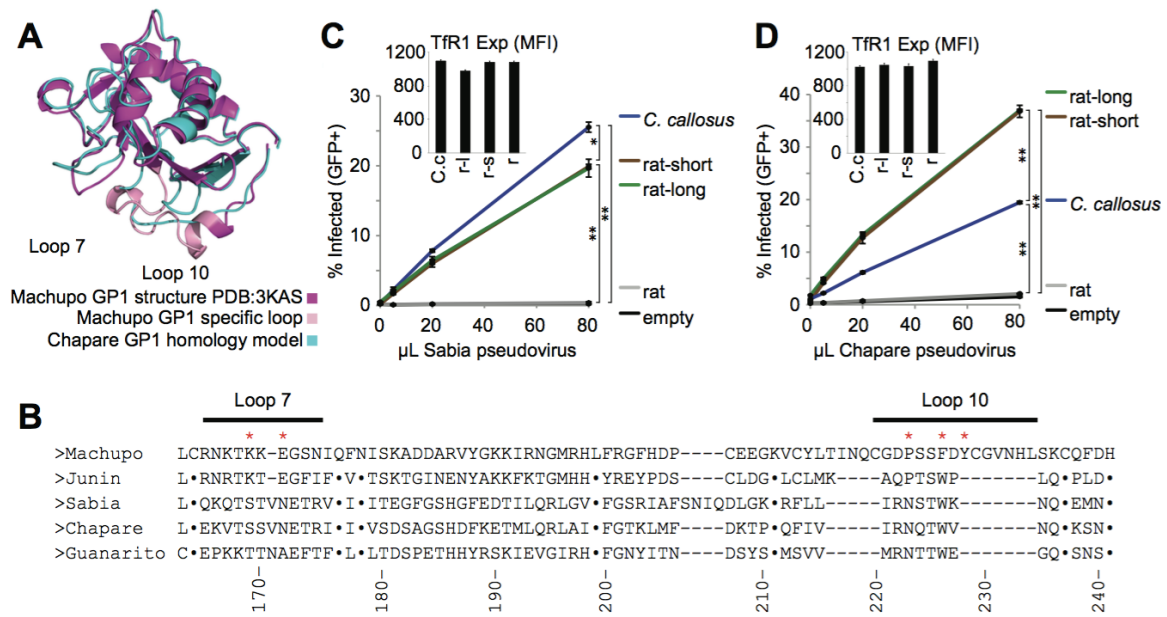 A
Loop 7
Loop 10
Machupo GP1 structure PDB:3KAS
Machupo GP1 specific loop
Chapare GP1 homology model
C
TfR1 Exp (MFI)
1200
800
400
0
C.c
r-l
r-s
r
% Infected (GFP+)
30
20
10
0
0
20
40
60
80
µL Sabia pseudovirus
C. callosus
rat-short
rat-long
rat
empty
*
**
**
D
TfR1 Exp (MFI)
1200
800
400
0
C.c
r-l
r-s
r
% Infected (GFP+)
40
30
20
10
0
0
20
40
60
80
µL Chapare pseudovirus
rat-long
rat-short
C. callosus
rat
empty
**
**
**
B
Loop 7
Loop 10
* * * * *
>Machupo LCRNKTKK-EGSNIQFNISKADDARVYGKKIRNGMRHLFRGFHDP----CEEGKVCYLTINQCGDPSSFDYCGVNHLSKCQFDH
>Junin L•RNRTKT-EGFIF•V•TSKTGINENYAKKFKTGMHH•YREYPDS----CLDG•LCLMK----AQPTSWP-----LQ•PLD•
>Sabia L•QKQTSTVNETRV•I•ITEGFGSHGFEDTILQRLGV•FGSRIAFSNIQDLGK•RFLL-----IRNSTWK-----NQ•EMN•
>Chapare L•EKVTSSVNETRI•I•VSDSAGSHDFKETMLQRLAI•FGTKLMF----DKTP•QFIV-----IRNQTWV-----NQ•KSN•
>Guanarito C•EPKKTTNAEFTF•L•LTDSPETHHYRSKIEVGIRH•FGNYITN----DSYS•MSVV-----MRNTTWE-----GQ•SNS•
170-
180-
190-
200-
210-
220-
230-
240-